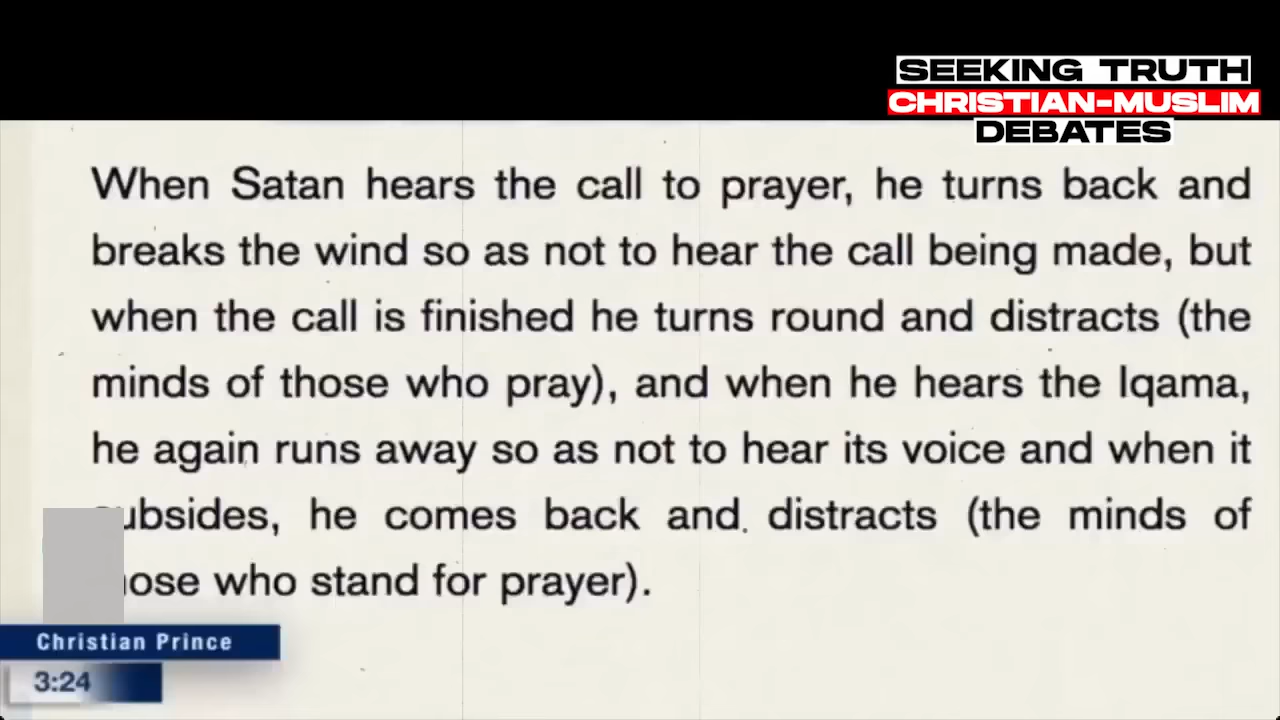 SEEKING TRUTH
CHRISTIAN-MUSLIM
DEBATES
When Satan hears the call to prayer, he turns back and
breaks the wind so as not to hear the call being made, but
when the call is finished he turns round and distracts (the
minds of those who pray), and when he hears the Iqama,
he again runs away so as not to hear its voice and when it
subsides, he comes back and distracts (the minds of
those who stand for prayer).
Christian Prince
3:24